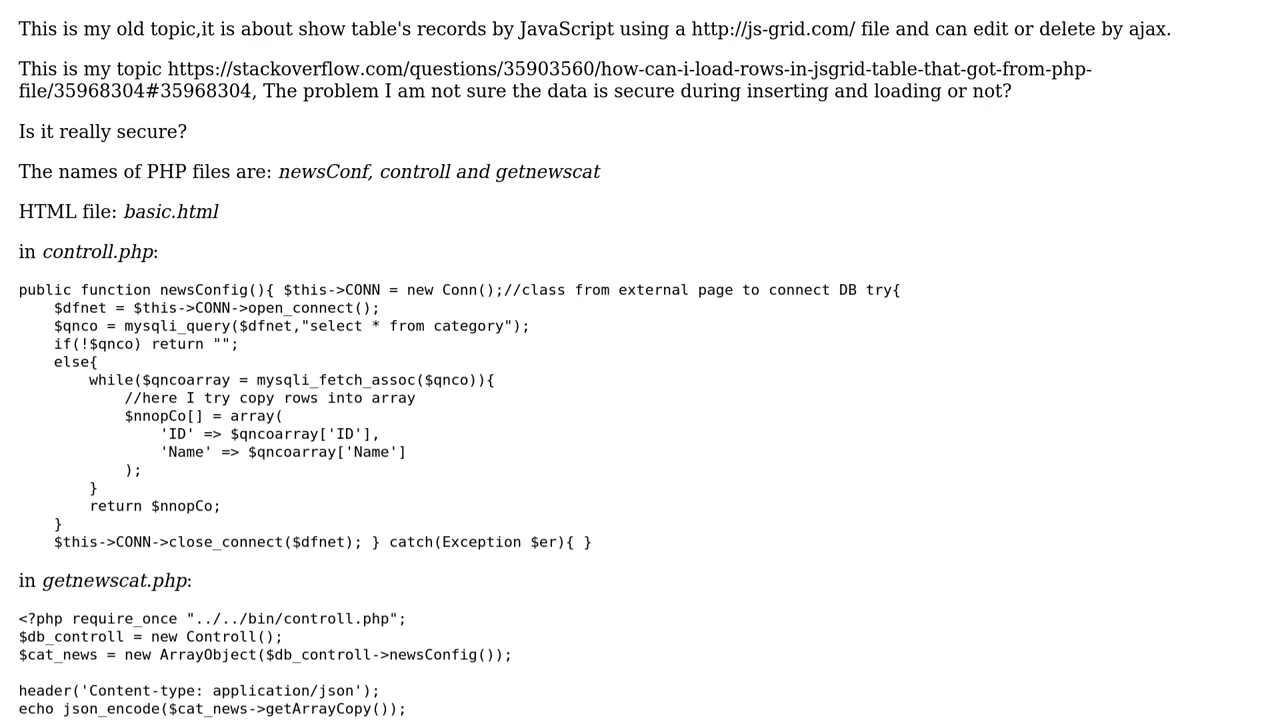 This is my old topic,it is about show table's records by JavaScript using a http://js-grid.com/ file and can edit or delete by ajax.
This is my topic https://stackoverflow.com/questions/35903560/how-can-i-load-rows-in-jsgrid-table-that-got-from-php-
file/35968304#35968304, The problem I am not sure the data is secure during inserting and loading or not?
Is it really secure?
The names of PHP files are: newsConf, controll and getnewscat
HTML file: basic.html
in controll.php:
public function newsConfig(){ $this->CONN = new Conn();//class from external page to connect DB try{
    $dfnet = $this->CONN->open_connect();
    $qnco = mysqli_query($dfnet,"select * from category");
    if(!$qnco) return "";
    else{
        while($qncoarray = mysqli_fetch_assoc($qnco)){
            //here I try copy rows into array
            $nnopCo[] = array(
                'ID' => $qncoarray['ID'],
                'Name' => $qncoarray['Name']
            );
        }
        return $nnopCo;
    }
    $this->CONN->close_connect($dfnet); } catch(Exception $er){ }
in getnewscat.php:
<?php require_once "../../bin/controll.php";
$db_controll = new Controll();
$cat_news = new ArrayObject($db_controll->newsConfig());
header('Content-type: application/json');
echo json_encode($cat_news->getArrayCopy());